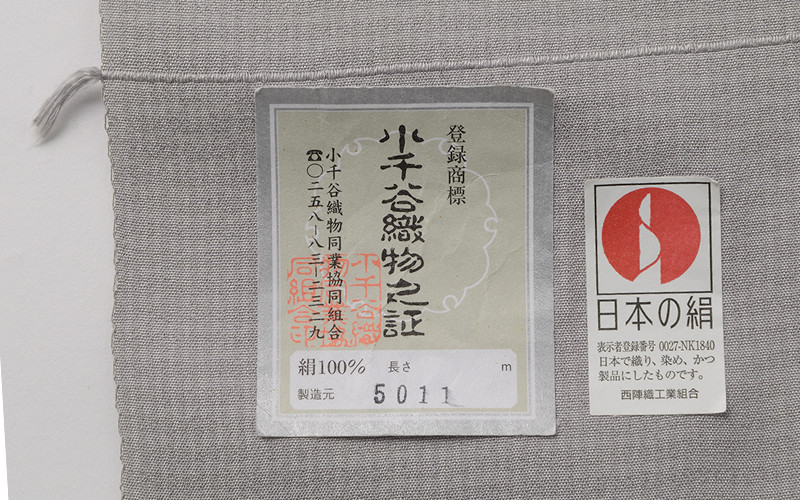 登録商標
小千谷織物之証
小千谷織物同業協同組合
☎〇二五八-八三-二三二九
絹100% 長さ m
製造元 5011
日本の絹
表示者登録番号 0027-NK1840
日本で織り、染め、かつ
製品にしたものです。
西陣織工業組合